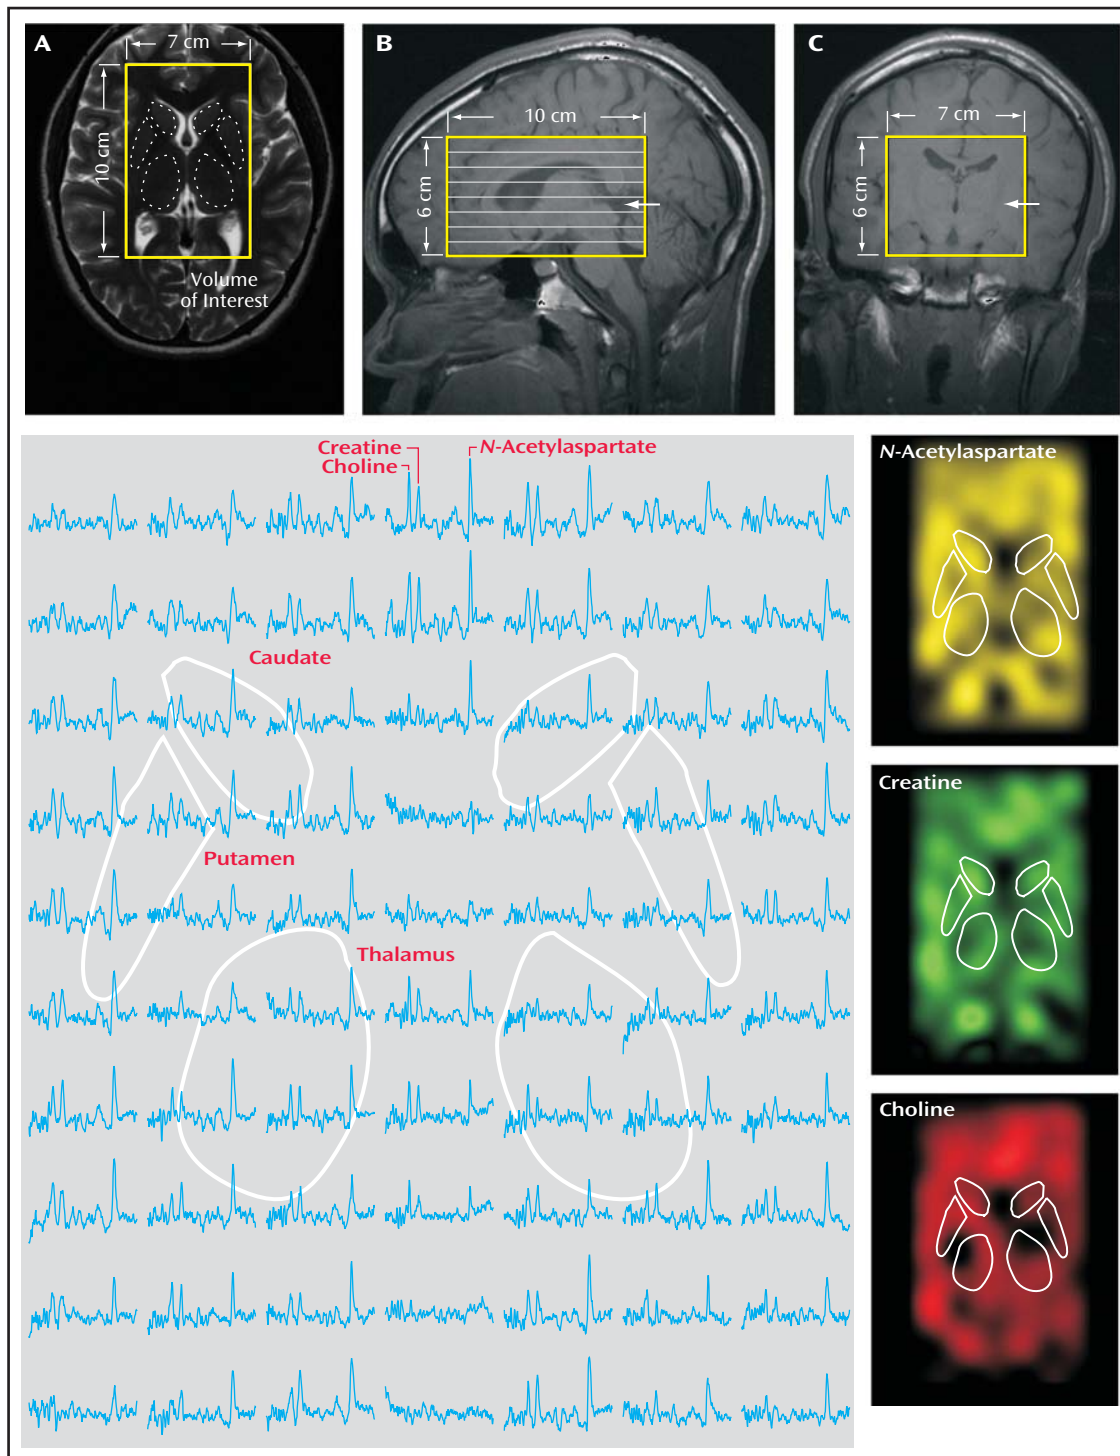 A
7 cm
10 cm
Volume
of Interest
B
10 cm
6 cm
C
7 cm
6 cm
Creatine
Choline
N-Acetylaspartate
Caudate
Putamen
Thalamus
N-Acetylaspartate
Creatine
Choline